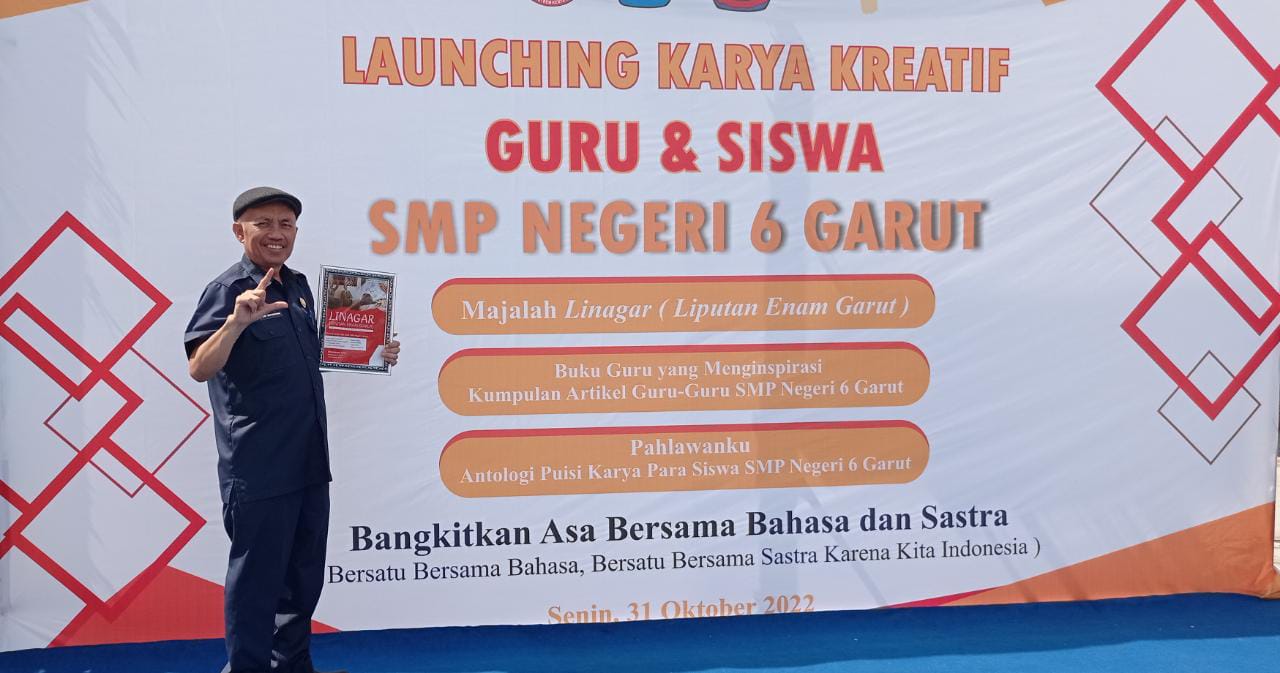 LAUNCHING KARYA KREATIF
GURU & SISWA
SMP NEGERI 6 GARUT
Majalah Linagar ( Liputan Enam Garut )
Buku Guru yang Menginspirasi
Kumpulan Artikel Guru-Guru SMP Negeri 6 Garut
Pahlawanku
Antologi Puisi Karya Para Siswa SMP Negeri 6 Garut
Bangkitkan Asa Bersama Bahasa dan Sastra
Bersatu Bersama Bahasa, Bersatu Bersama Sastra Karena Kita Indonesia )
Senin, 31 Oktober 2022
LINAGAR